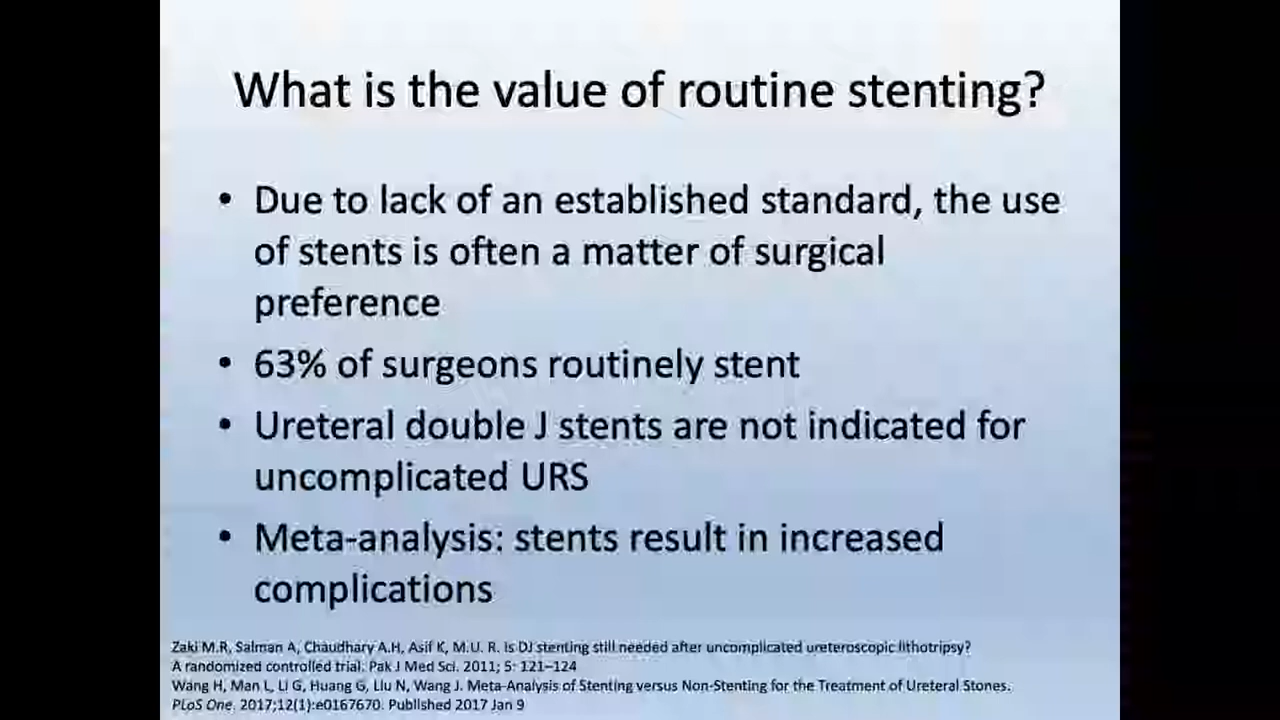 What is the value of routine stenting?
• Due to lack of an established standard, the use
of stents is often a matter of surgical
preference
• 63% of surgeons routinely stent
• Ureteral double J stents are not indicated for
uncomplicated URS
• Meta-analysis: stents result in increased
complications
Zaki M.R, Salman A, Chaudhary A.H, Asif K, M.U. R. Is DJ stenting still needed after uncomplicated ureteroscopic lithotripsy?
A randomized controlled trial. Pak J Med Sci. 2011; 5: 121–124
Wang H, Man L, Li G, Huang G, Liu N, Wang J. Meta-Analysis of Stenting versus Non-Stenting for the Treatment of Ureteral Stones.
PLoS One. 2017;12(1):e0167670. Published 2017 Jan 9